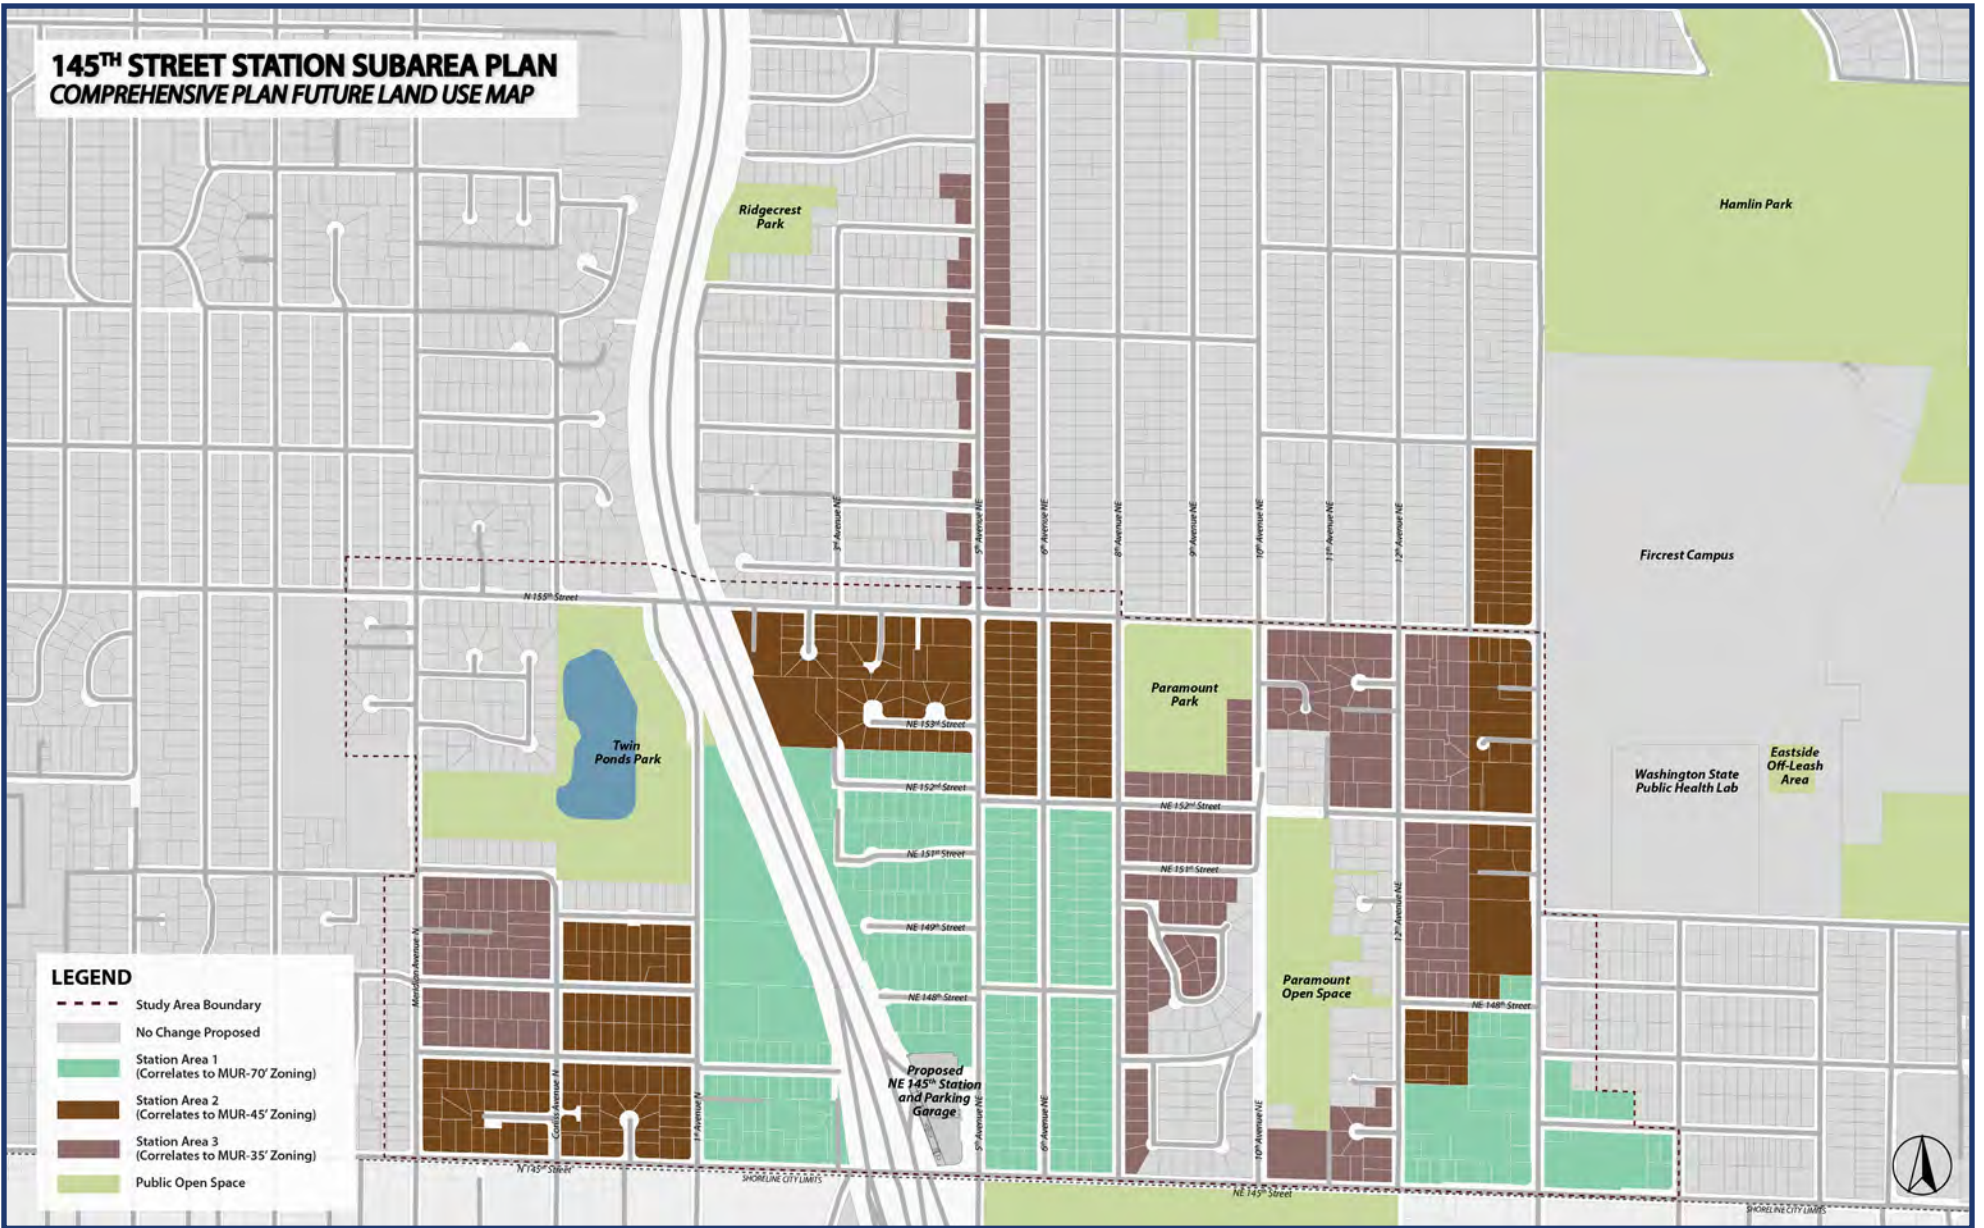 145TH STREET STATION SUBAREA PLAN
COMPREHENSIVE PLAN FUTURE LAND USE MAP
Ridgecrest
Park
Hamlin Park
3rd Avenue NE
5th Avenue NE
6th Avenue NE
8th Avenue NE
9th Avenue NE
10th Avenue NE
11th Avenue NE
12th Avenue NE
Fircrest Campus
N 155th Street
Twin
Ponds Park
Paramount
Park
NE 153rd Street
NE 152nd Street
NE 152nd Street
NE 151st Street
NE 151st Street
Washington State
Public Health Lab
Eastside
Off-Leash
Area
NE 149th Street
NE 148th Street
NE 148th Street
12th Avenue NE
Meridian Avenue N
Paramount
Open Space
Proposed
NE 145th Station
and Parking
Garage
Corliss Avenue N
1st Avenue N
5th Avenue NE
6th Avenue NE
10th Avenue NE
N 145th Street
SHORELINE CITY LIMITS
NE 145th Street
SHORELINE CITY LIMITS
LEGEND
Study Area Boundary
No Change Proposed
Station Area 1
(Correlates to MUR-70' Zoning)
Station Area 2
(Correlates to MUR-45' Zoning)
Station Area 3
(Correlates to MUR-35' Zoning)
Public Open Space